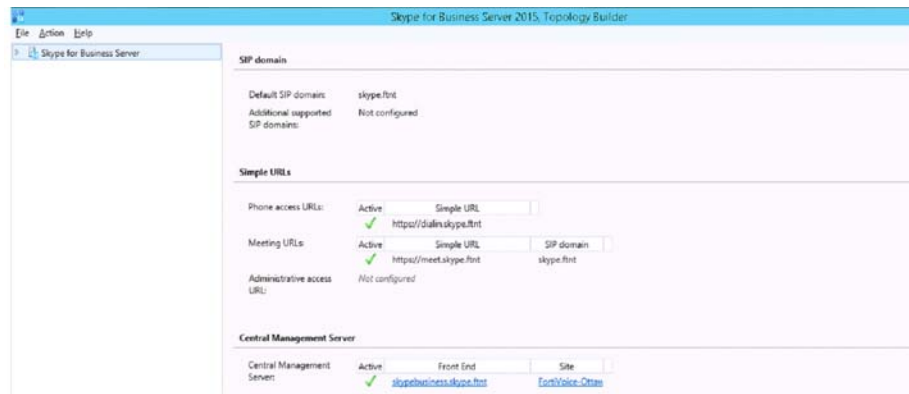 Skype for Business Server 2015, Topology Builder
File Action Help
Skype for Business Server
SIP domain
Default SIP domain: skype.ftnt
Additional supported SIP domains: Not configured
Simple URLs
Phone access URLs: Active Simple URL
https://dialin.skype.ftnt
Meeting URLs: Active Simple URL SIP domain
https://meet.skype.ftnt skype.ftnt
Administrative access URL: Not configured
Central Management Server
Central Management Server: Active Front End Site
skypebusiness.skype.ftnt FortiVoice-Ottaw